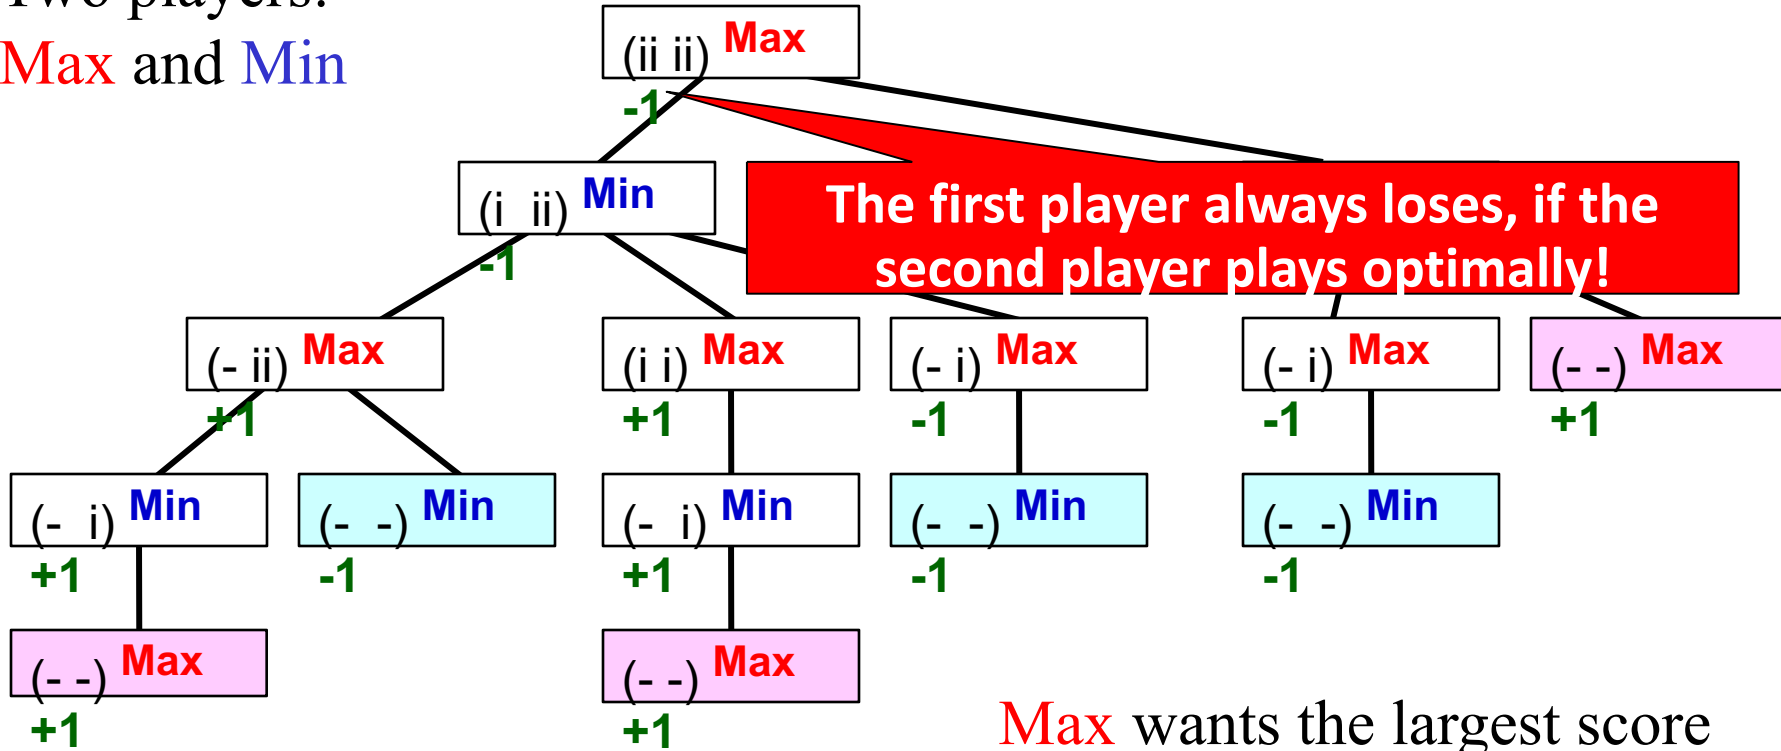 Two players:
Max and Min
(ii ii) Max
-1
(i ii) Min
-1
The first player always loses, if the
second player plays optimally!
(- ii) Max
+1
(i i) Max
+1
(- i) Max
-1
(- i) Max
-1
(- -) Max
+1
(- i) Min
+1
(- -) Min
-1
(- i) Min
+1
(- -) Min
-1
(- -) Min
-1
(- -) Max
+1
(- -) Max
+1
Max wants the largest score